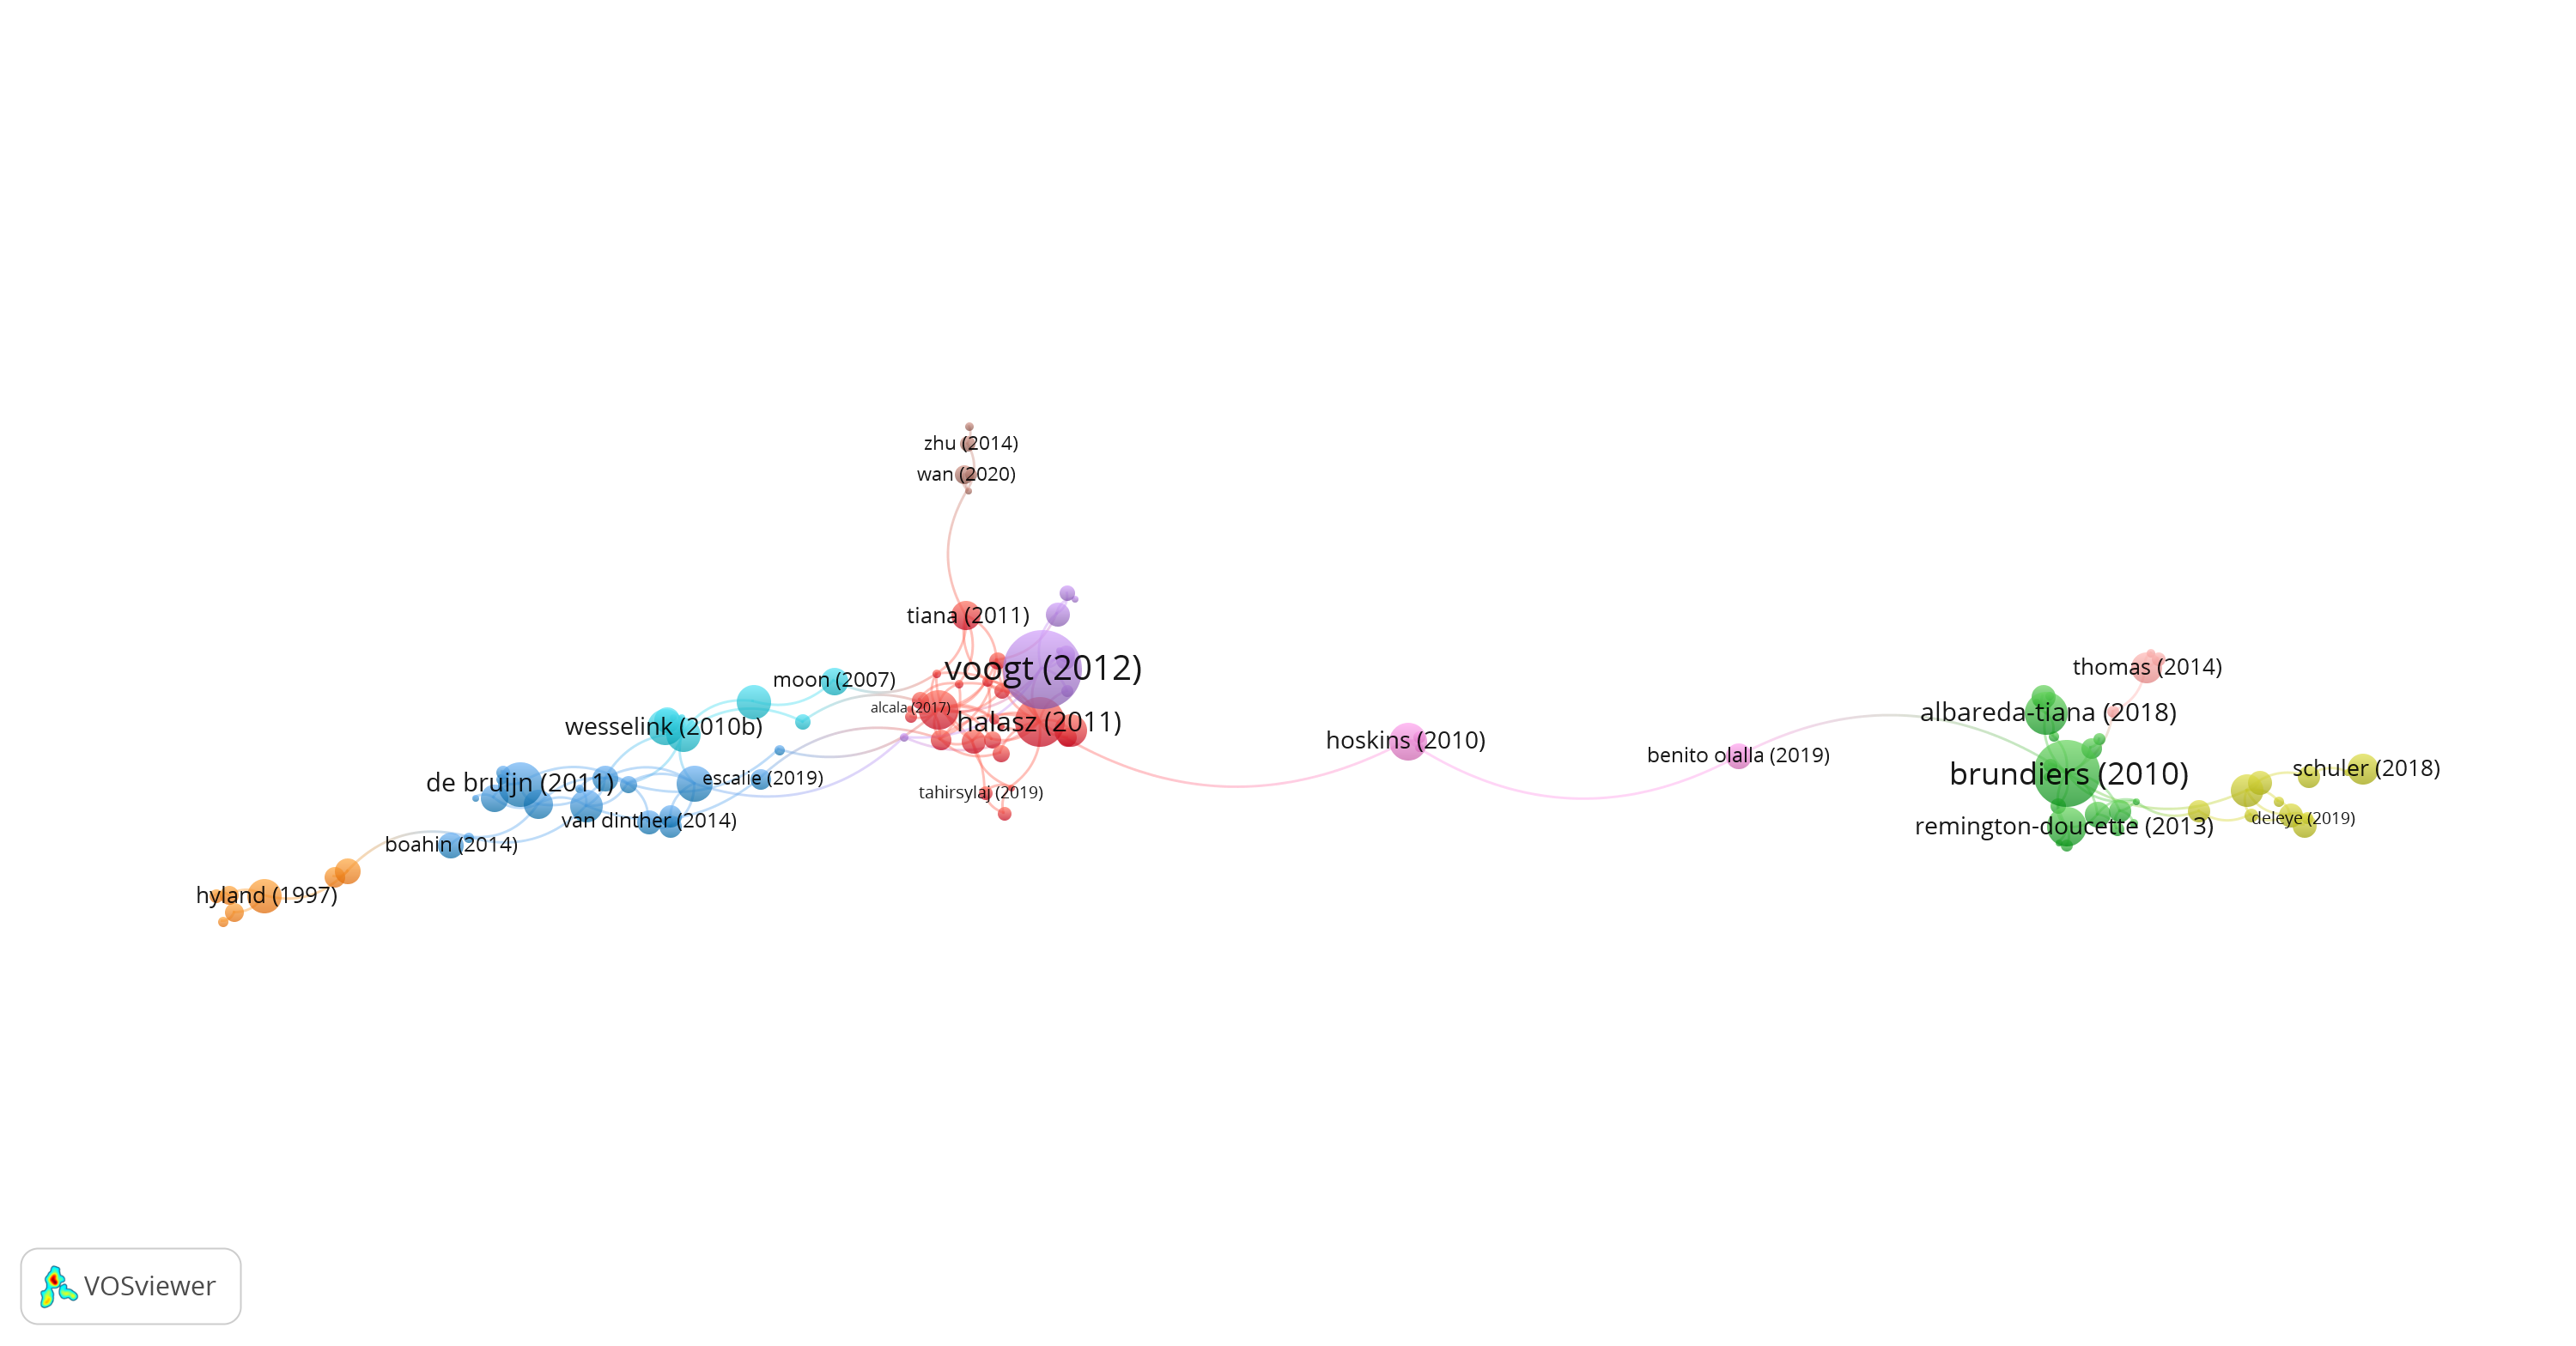 zhu (2014)
wan (2020)
tiana (2011)
voogt (2012)
thomas (2014)
moon (2007)
alcala (2017)
albareda-tiana (2018)
halasz (2011)
wesselink (2010b)
hoskins (2010)
benito olalla (2019)
schuler (2018)
brundiers (2010)
escalie (2019)
de bruijn (2011)
tahirsylaj (2019)
deleye (2019)
van dinther (2014)
remington-doucette (2013)
boahin (2014)
hyland (1997)
VOSviewer